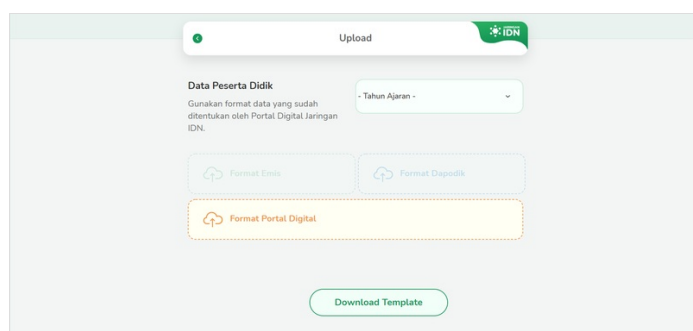 Upload
IDN
Data Peserta Didik
Gunakan format data yang sudah
ditentukan oleh Portal Digital Jaringan
IDN.
- Tahun Ajaran -
Format Emis
Format Dapodik
Format Portal Digital
Download Template